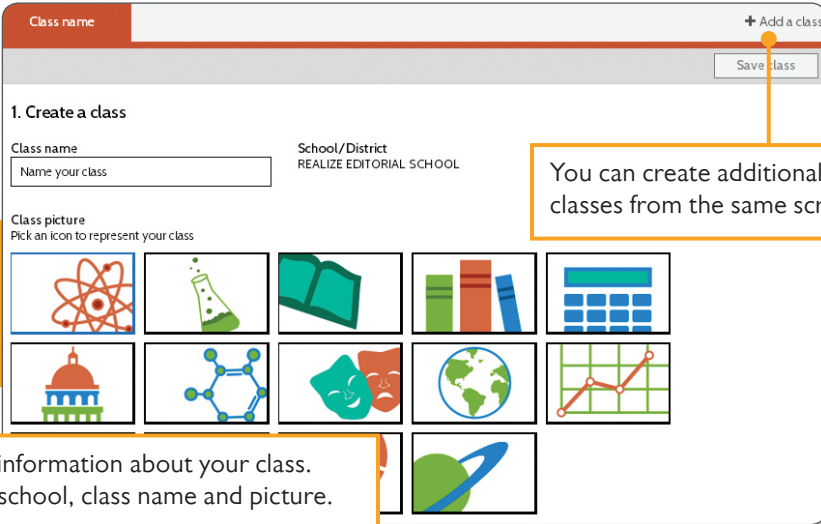 Class name
+ Add a class
Save class
1. Create a class
Class name
School/District
Name your class
REALIZE EDITORIAL SCHOOL
You can create additional
classes from the same
Class picture
Pick an icon to represent your class
information about your class.
school, class name and picture.